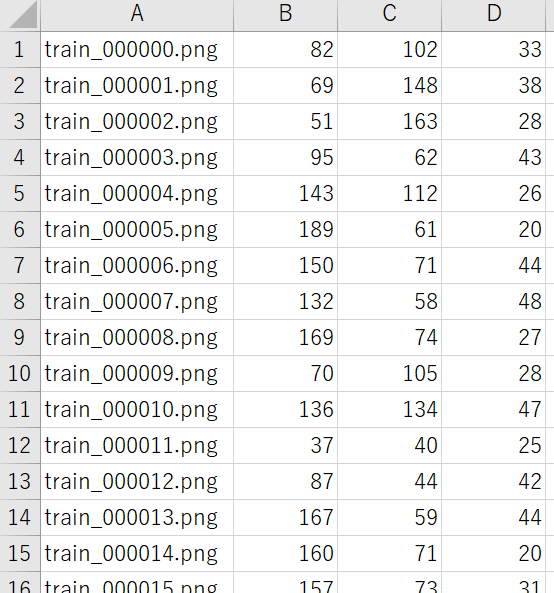 A B C D
1 train_000000.png 82 102 33
2 train_000001.png 69 148 38
3 train_000002.png 51 163 28
4 train_000003.png 95 62 43
5 train_000004.png 143 112 26
6 train_000005.png 189 61 20
7 train_000006.png 150 71 44
8 train_000007.png 132 58 48
9 train_000008.png 169 74 27
10 train_000009.png 70 105 28
11 train_000010.png 136 134 47
12 train_000011.png 37 40 25
13 train_000012.png 87 44 42
14 train_000013.png 167 59 44
15 train_000014.png 160 71 20
16 train_000015.png 157 73 31